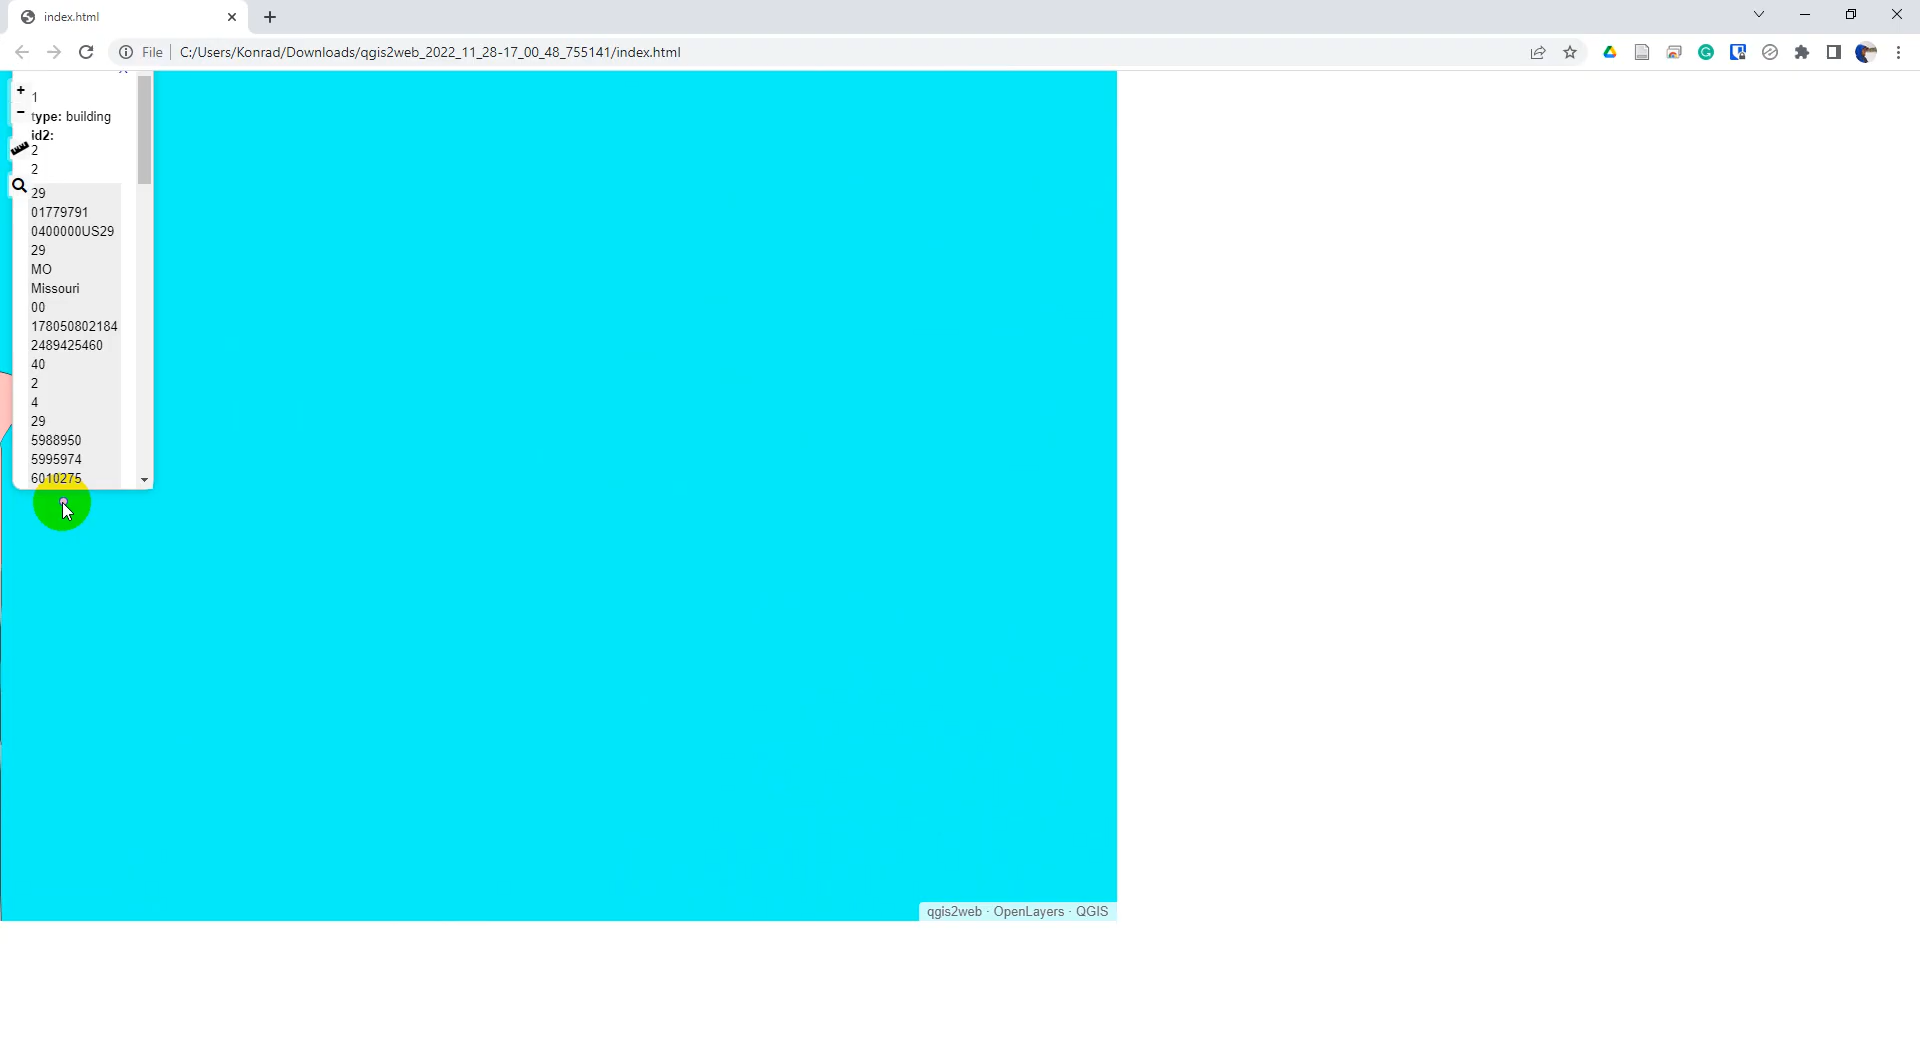 index.html
File
C:/Users/Konrad/Downloads/qgis2web_2022_11_28-17_00_48_755141/index.html
+
1
−
type: building
id2:
2
2
29
01779791
0400000US29
29
MO
Missouri
00
178050802184
2489425460
40
2
4
29
5988950
5995974
6010275
qgis2web · OpenLayers · QGIS